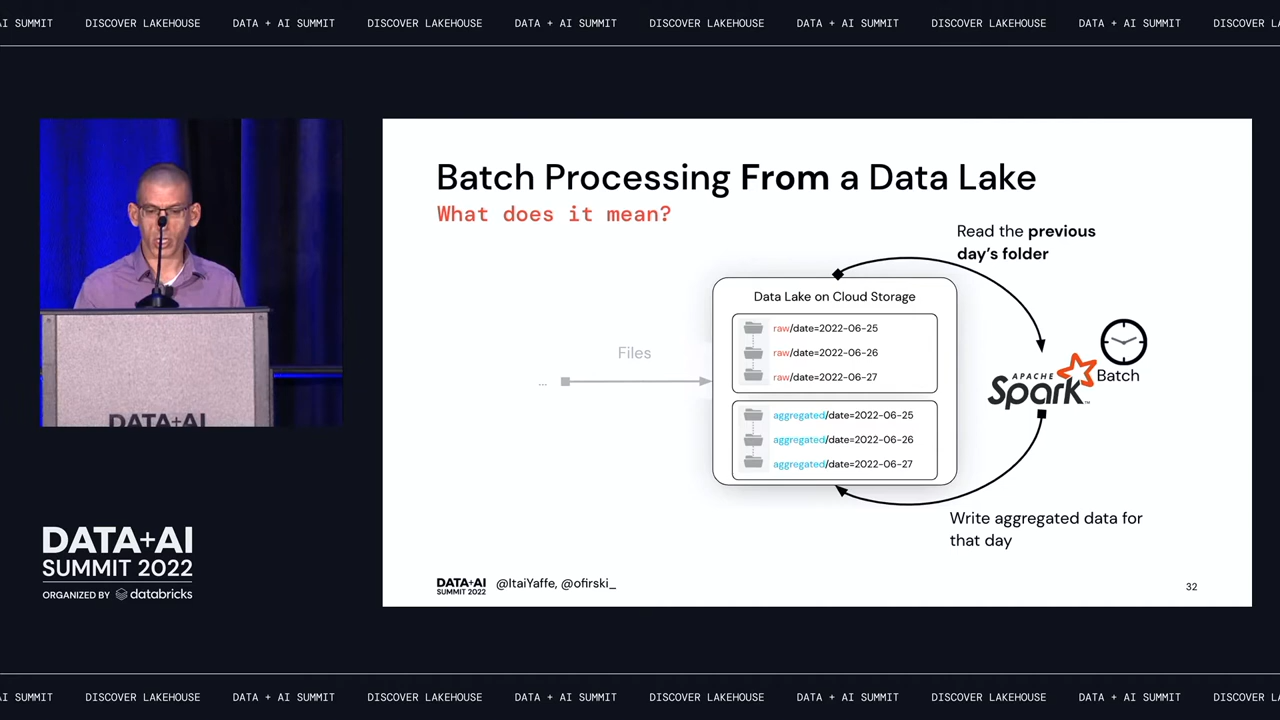 AI SUMMIT DISCOVER LAKEHOUSE DATA + AI SUMMIT DISCOVER LAKEHOUSE DATA + AI SUMMIT DISCOVER LAKEHOUSE DATA + AI SUMMIT DISCOVER LAKEHOUSE DATA + AI SUMMIT DISCOVER
Batch Processing From a Data Lake
What does it mean?
Read the previous
day's folder
Data Lake on Cloud Storage
raw/date=2022-06-25
raw/date=2022-06-26
raw/date=2022-06-27
Files
...
APACHE
Spark™
Batch
aggregated/date=2022-06-25
aggregated/date=2022-06-26
aggregated/date=2022-06-27
Write aggregated data for
that day
DATA+AI
SUMMIT 2022
@ItaiYaffe, @ofirski_
32
DATA+AI
DATA+AI
SUMMIT 2022
ORGANIZED BY databricks
AI SUMMIT DISCOVER LAKEHOUSE DATA + AI SUMMIT DISCOVER LAKEHOUSE DATA + AI SUMMIT DISCOVER LAKEHOUSE DATA + AI SUMMIT DISCOVER LAKEHOUSE DATA + AI SUMMIT DISCOVER